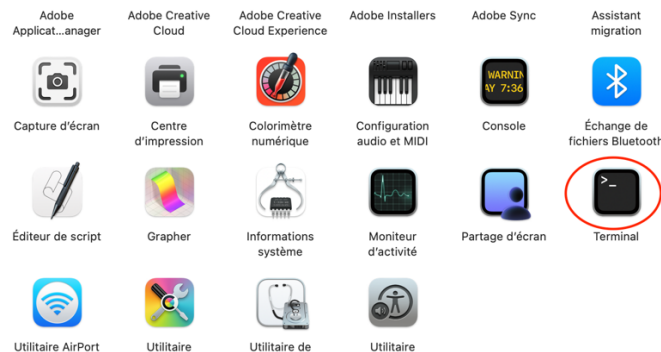 Adobe Applicat...anager
Adobe Creative Cloud
Adobe Creative Cloud Experience
Adobe Installers
Adobe Sync
Assistant migration
WARNIN
AY 7:36
Capture d'écran
Centre d'impression
Colorimètre numérique
Configuration audio et MIDI
Console
Échange de fichiers Bluetooth
>_
Éditeur de script
Grapher
Informations système
Moniteur d'activité
Partage d'écran
Terminal
Utilitaire AirPort
Utilitaire
Utilitaire de
Utilitaire